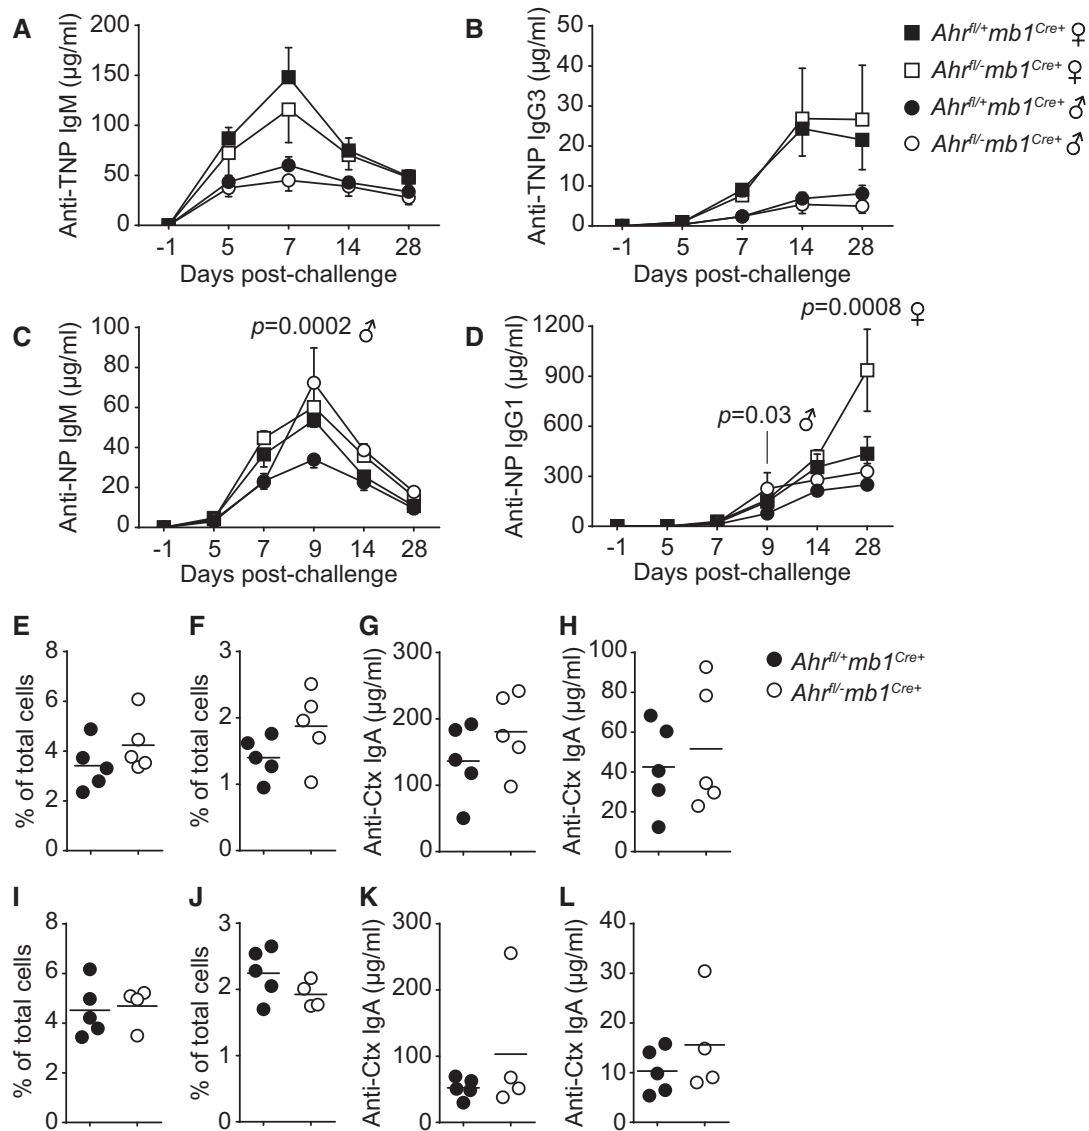 A
Anti-TNP IgM (µg/ml)
200
150
100
50
0
-1 5 7 14 28
Days post-challenge
B
Anti-TNP IgG3 (µg/ml)
50
40
30
20
10
0
-1 5 7 14 28
Days post-challenge
Ahrfl/+mb1Cre+ ♀
Ahrfl/-mb1Cre+ ♀
Ahrfl/+mb1Cre+ ♂
Ahrfl/-mb1Cre+ ♂
C
Anti-NP IgM (µg/ml)
100
80
60
40
20
0
p=0.0002 ♂
-1 5 7 9 14 28
Days post-challenge
D
Anti-NP IgG1 (µg/ml)
1200
900
600
300
0
p=0.0008 ♀
p=0.03 ♂
-1 5 7 9 14 28
Days post-challenge
E
% of total cells
8
6
4
2
0
F
% of total cells
3
2
1
0
G
Anti-Ctx IgA (µg/ml)
300
200
100
0
H
Anti-Ctx IgA (µg/ml)
100
80
60
40
20
0
Ahrfl/+mb1Cre+
Ahrfl/-mb1Cre+
I
% of total cells
8
6
4
2
0
J
% of total cells
3
2
1
0
K
Anti-Ctx IgA (µg/ml)
300
200
100
0
L
Anti-Ctx IgA (µg/ml)
40
30
20
10
0